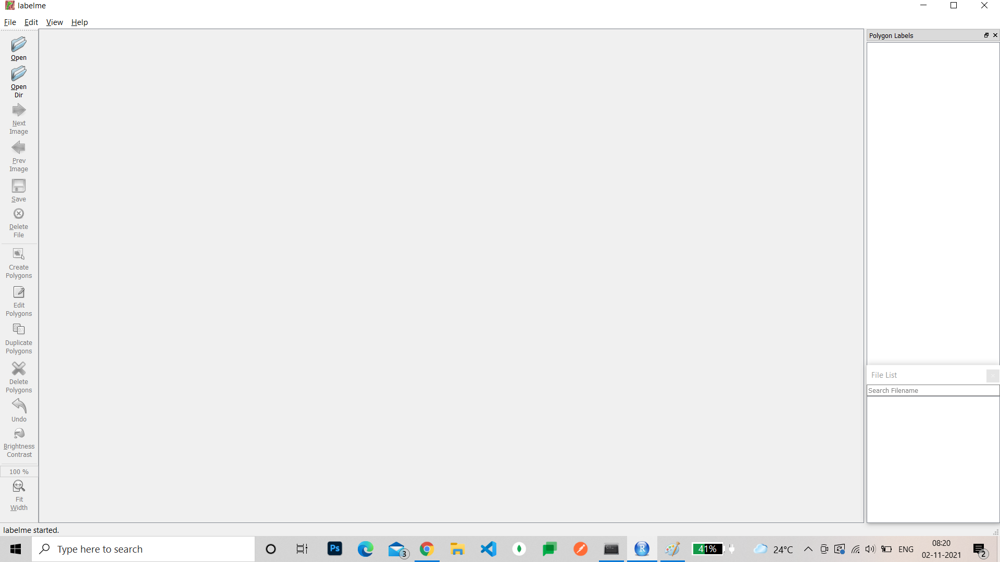 labelme
File Edit View Help
Open
Open
Dir
Next
Image
Prev
Image
Save
Delete
File
Create
Polygons
Edit
Polygons
Duplicate
Polygons
Delete
Polygons
Undo
Brightness
Contrast
100 %
Fit
Width
Polygon Labels
File List
Search Filename
labelme started.
Type here to search
Ps
3
R
41%
24°C
ENG
08:20
02-11-2021
2